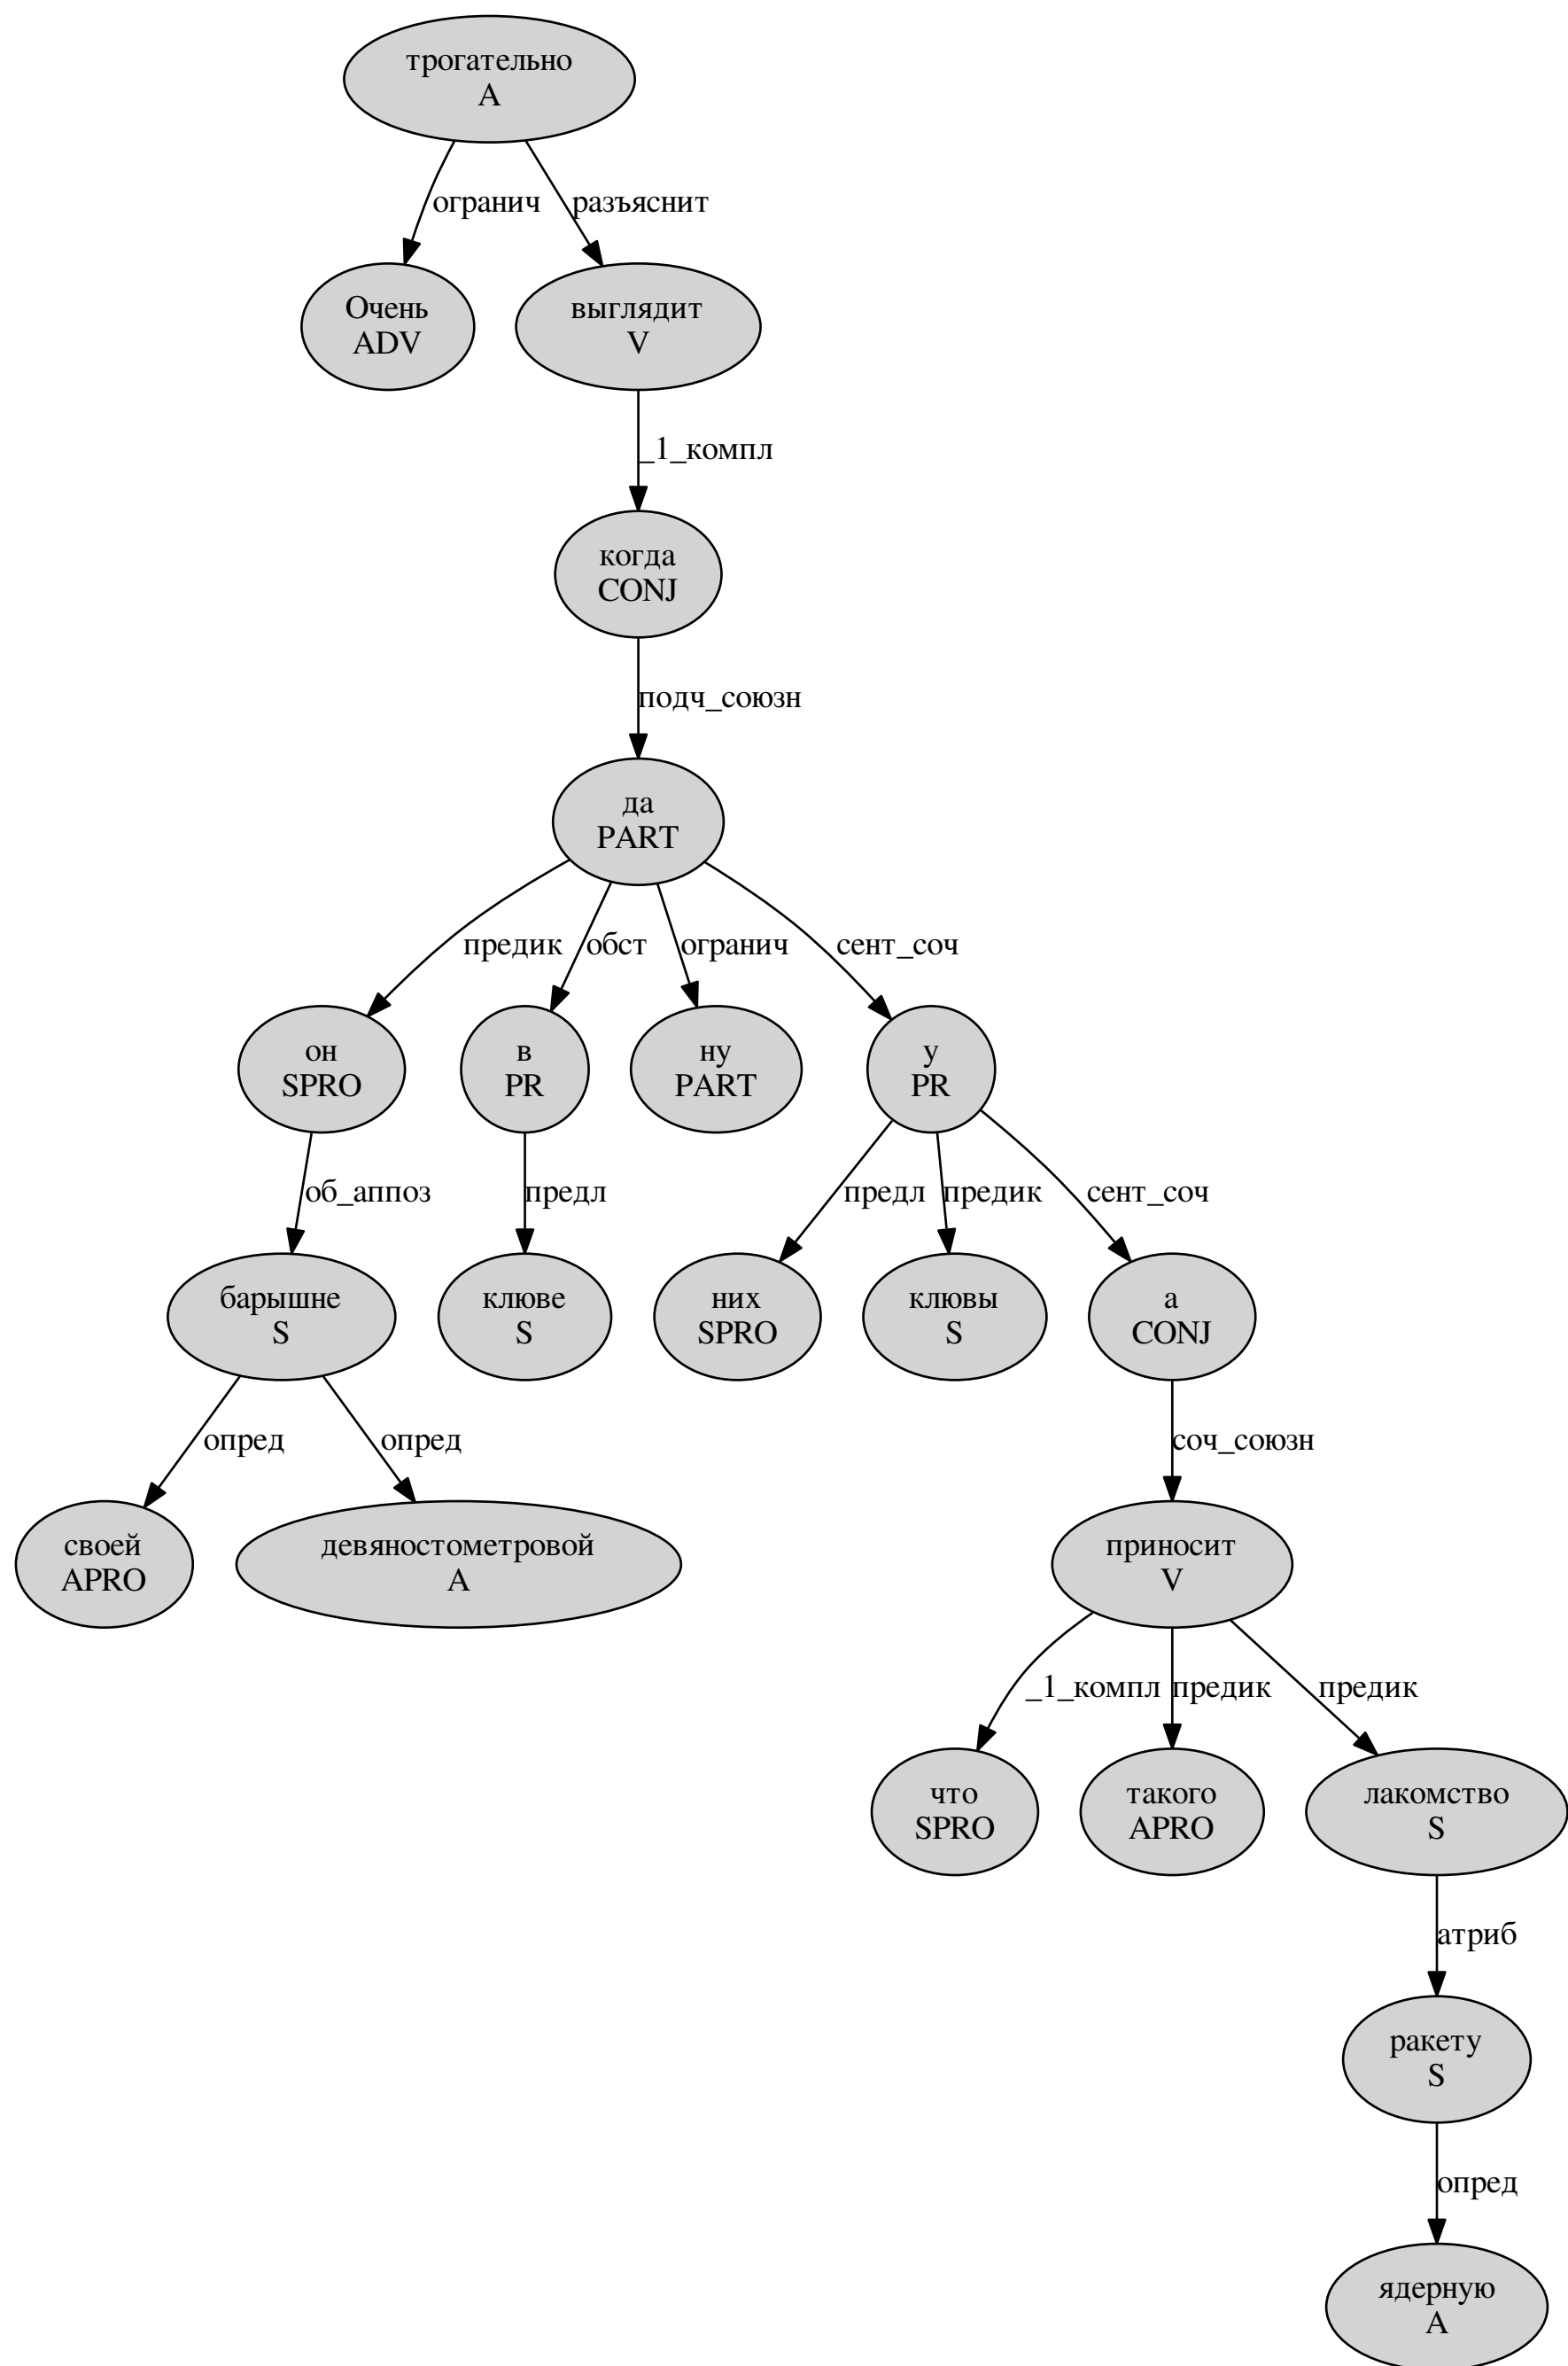 трогательно
A
огранич разъяснит
Очень выглядит
ADV V
_1_компл
когда
CONJ
подч_союзн
да
PART
предик обст огранич сент_соч
он в ну у
SPRO PR PART PR
об_аппоз предл предл предик сент_соч
барышне клюве них клювы а
S S SPRO S CONJ
опред опред соч_союзн
своей девяностометровой приносит
APRO A V
_1_компл предик предик
что такого лакомство
SPRO APRO S
атриб
ракету
S
опред
ядерную
A